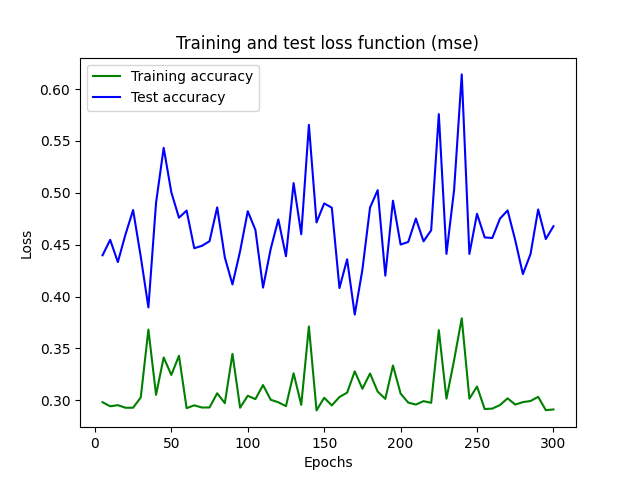 Training and test loss function (mse)
Training accuracy
Test accuracy
Loss
0.60
0.55
0.50
0.45
0.40
0.35
0.30
0
50
100
150
200
250
300
Epochs